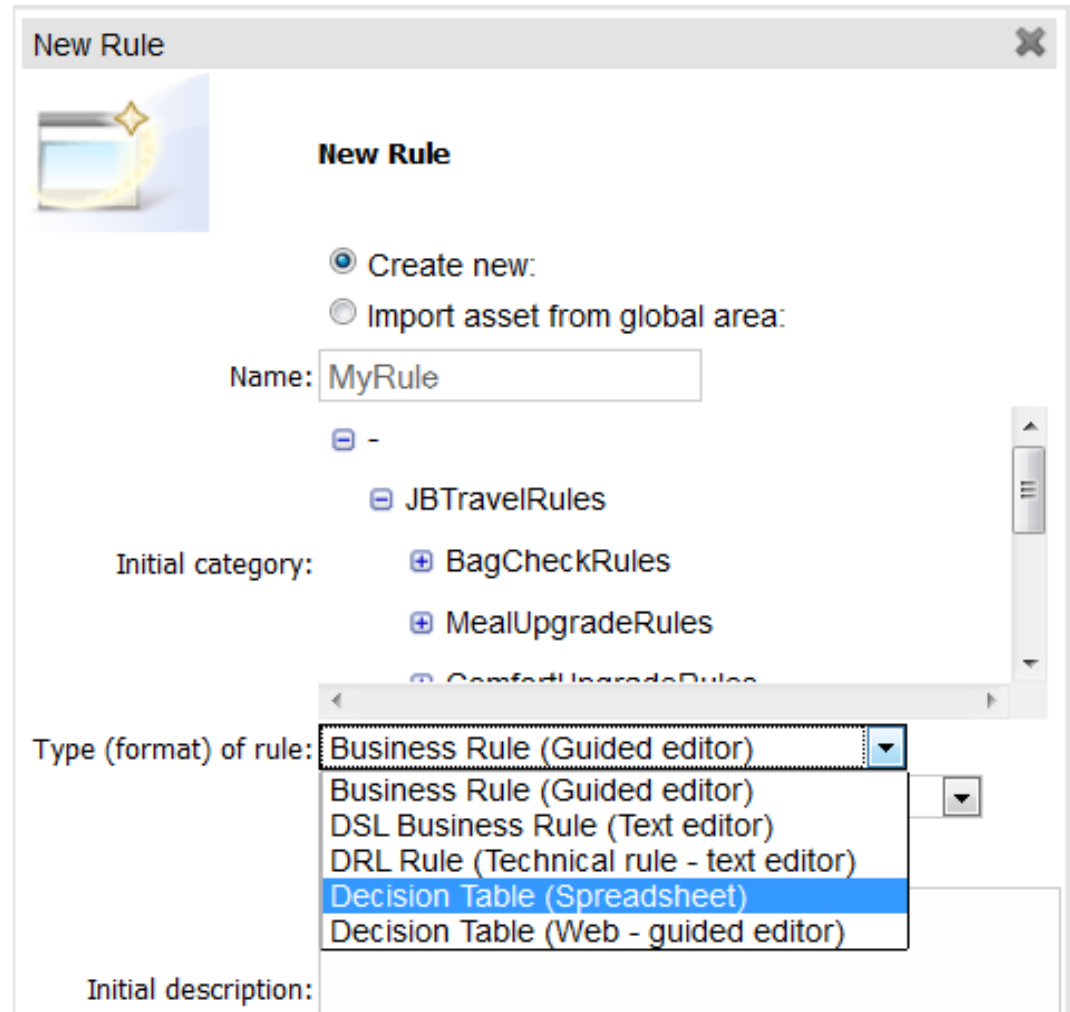 New Rule
New Rule
Create new:
Import asset from global area:
Name: MyRule
-
JBTravelRules
Initial category:
BagCheckRules
MealUpgradeRules
ComfortUpgradeRules
Type (format) of rule: Business Rule (Guided editor)
Business Rule (Guided editor)
DSL Business Rule (Text editor)
DRL Rule (Technical rule - text editor)
Decision Table (Spreadsheet)
Decision Table (Web - guided editor)
Initial description: